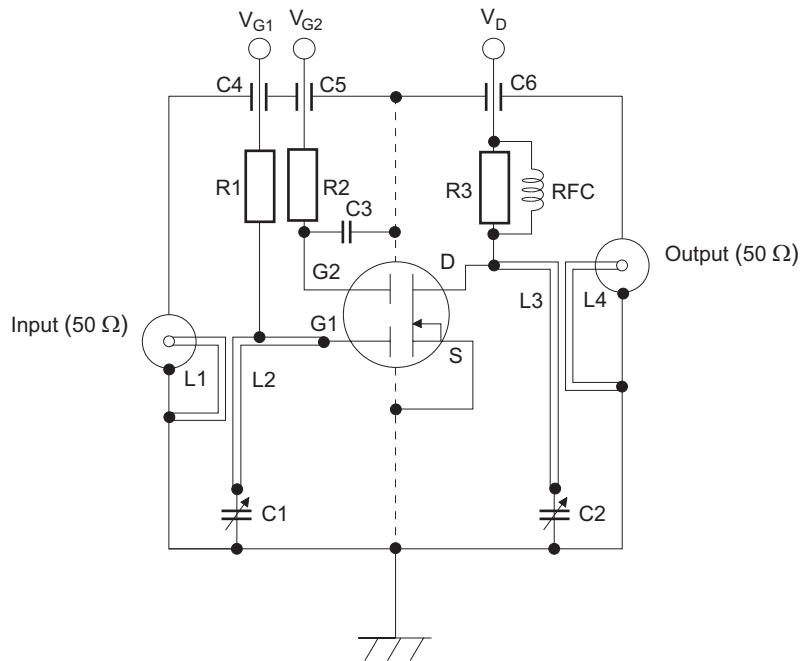 VG1
VG2
VD
C4
C5
C6
R1
R2
R3
RFC
C3
G2
D
Output (50 Ω)
L3
L4
Input (50 Ω)
G1
S
L1
L2
C1
C2